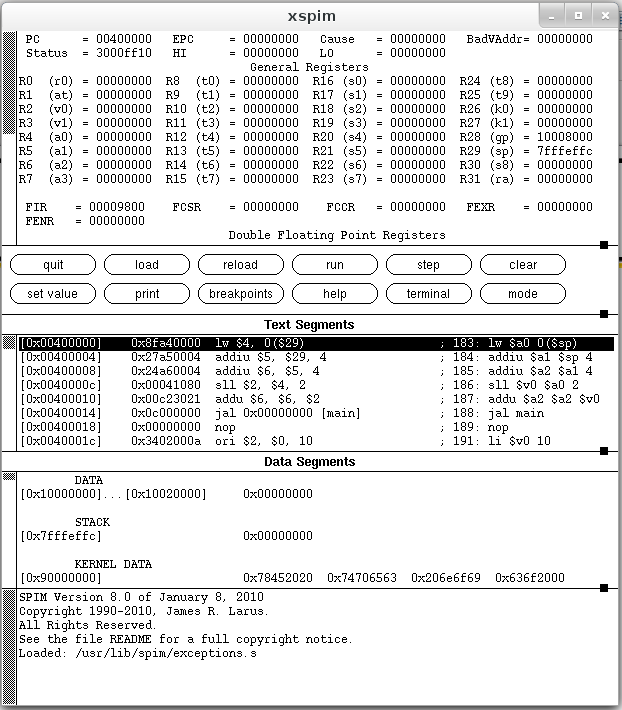 xspim
PC = 00400000 EPC = 00000000 Cause = 00000000 BadVAddr= 00000000
Status = 3000ff10 HI = 00000000 LO = 00000000
General Registers
R0 (r0) = 00000000 R8 (t0) = 00000000 R16 (s0) = 00000000 R24 (t8) = 00000000
R1 (at) = 00000000 R9 (t1) = 00000000 R17 (s1) = 00000000 R25 (t9) = 00000000
R2 (v0) = 00000000 R10 (t2) = 00000000 R18 (s2) = 00000000 R26 (k0) = 00000000
R3 (v1) = 00000000 R11 (t3) = 00000000 R19 (s3) = 00000000 R27 (k1) = 00000000
R4 (a0) = 00000000 R12 (t4) = 00000000 R20 (s4) = 00000000 R28 (gp) = 10008000
R5 (a1) = 00000000 R13 (t5) = 00000000 R21 (s5) = 00000000 R29 (sp) = 7fffeffc
R6 (a2) = 00000000 R14 (t6) = 00000000 R22 (s6) = 00000000 R30 (s8) = 00000000
R7 (a3) = 00000000 R15 (t7) = 00000000 R23 (s7) = 00000000 R31 (ra) = 00000000
FIR = 00009800 FCSR = 00000000 FCCR = 00000000 FEXR = 00000000
FENR = 00000000
Double Floating Point Registers
quit load reload run step clear
set value print breakpoints help terminal mode
Text Segments
[0x00400000] 0x8fa40000 lw $4, 0($29) ; 183: lw $a0 0($sp)
[0x00400004] 0x27a50004 addiu $5, $29, 4 ; 184: addiu $a1 $sp 4
[0x00400008] 0x24a60004 addiu $6, $5, 4 ; 185: addiu $a2 $a1 4
[0x0040000c] 0x00041080 sll $2, $4, 2 ; 186: sll $v0 $a0 2
[0x00400010] 0x00c23021 addu $6, $6, $2 ; 187: addu $a2 $a2 $v0
[0x00400014] 0x0c000000 jal 0x00000000 [main] ; 188: jal main
[0x00400018] 0x00000000 nop ; 189: nop
[0x0040001c] 0x3402000a ori $2, $0, 10 ; 191: li $v0 10
Data Segments
DATA
[0x10000000]...[0x10020000] 0x00000000
STACK
[0x7fffeffc] 0x00000000
KERNEL DATA
[0x90000000] 0x78452020 0x74706563 0x206e6f69 0x636f2000
SPIM Version 8.0 of January 8, 2010
Copyright 1990-2010, James R. Larus.
All Rights Reserved.
See the file README for a full copyright notice.
Loaded: /usr/lib/spim/exceptions.s